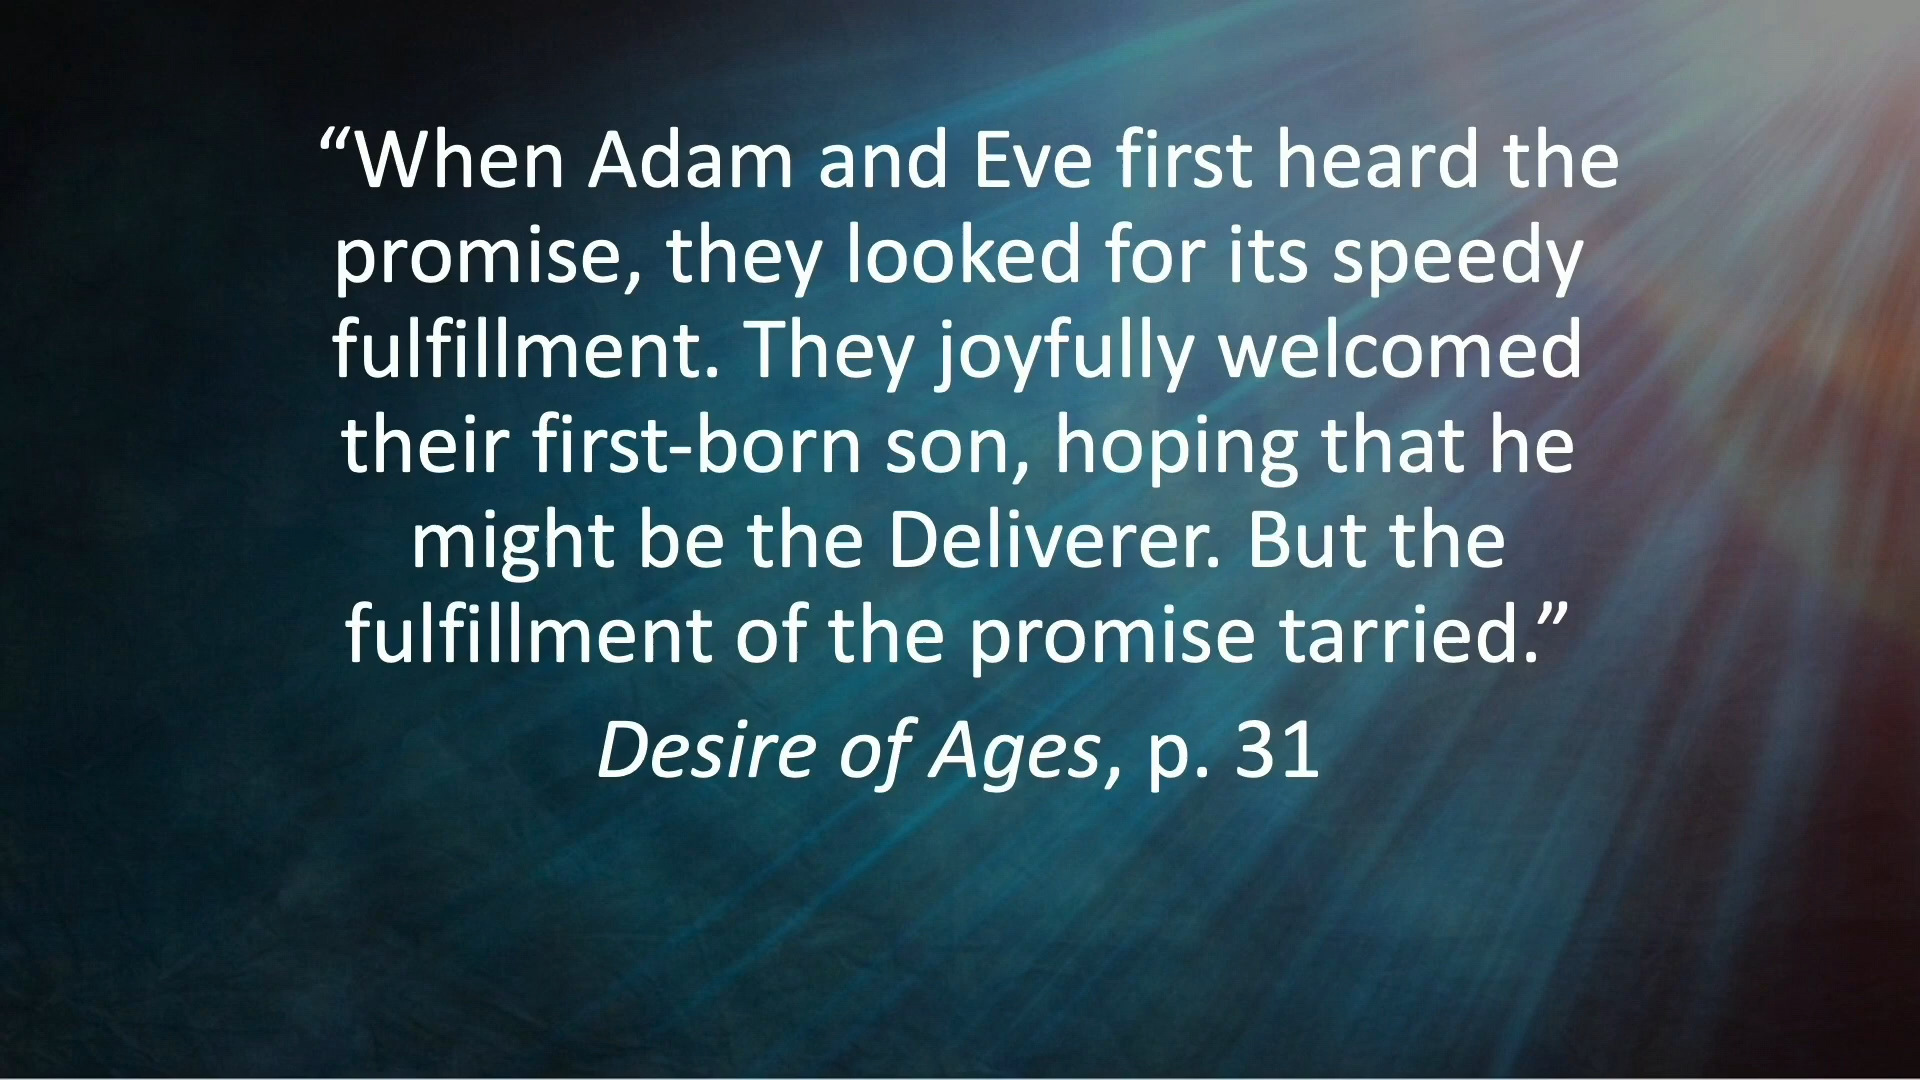 “When Adam and Eve first heard the
promise, they looked for its speedy
fulfillment. They joyfully welcomed
their first-born son, hoping that he
might be the Deliverer. But the
fulfillment of the promise tarried.”
Desire of Ages, p. 31